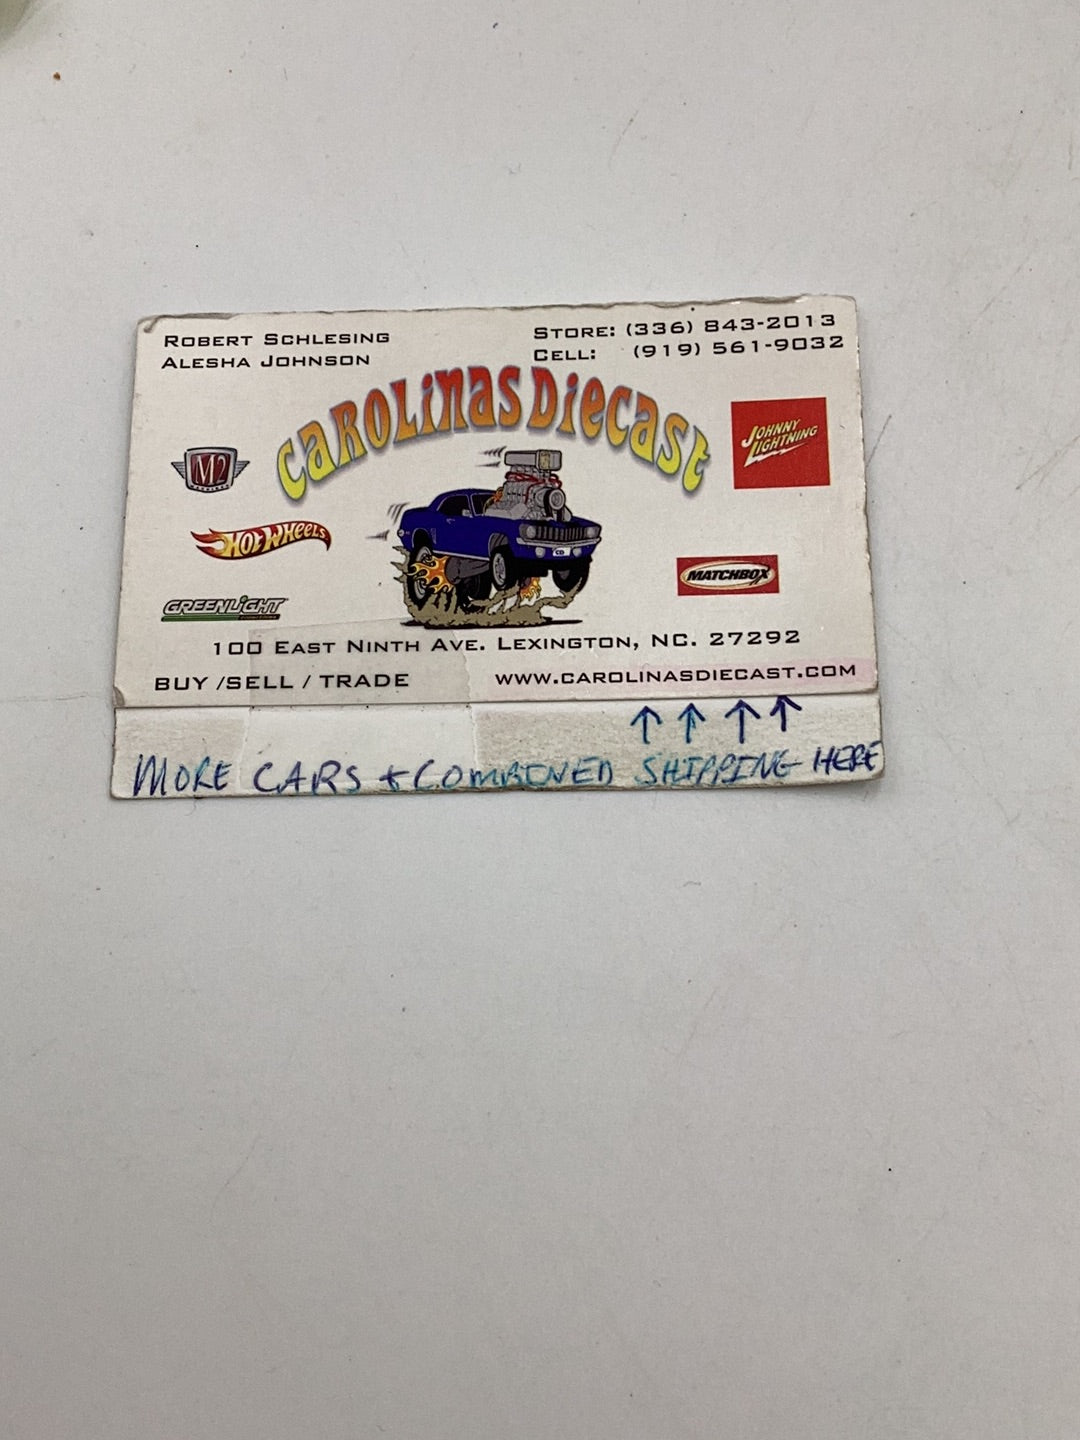 ROBERT SCHLESING
ALESHA JOHNSON
STORE: (336) 843-2013
CELL: (919) 561-9032
CAROLINAS DIECAST
M2
JOHNNY LIGHTNING
HOT WHEELS
MATCHBOX
GREENLIGHT
100 EAST NINTH AVE. LEXINGTON, NC. 27292
BUY /SELL / TRADE
WWW.CAROLINASDIECAST.COM
↑ ↑ ↑ ↑
MORE CARS & COMBINED SHIPPING HERE